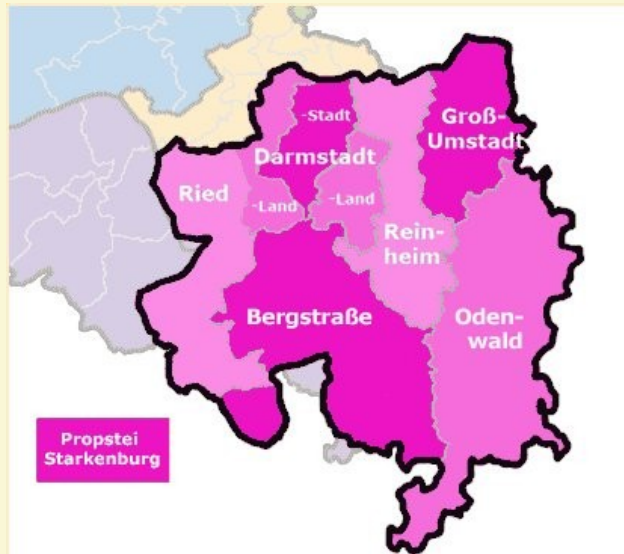 -Stadt
Groß-
Umstadt
Darmstadt
Ried
-Land
-Land
Rein-
heim
Bergstraße
Oden-
wald
Propstei
Starkenburg